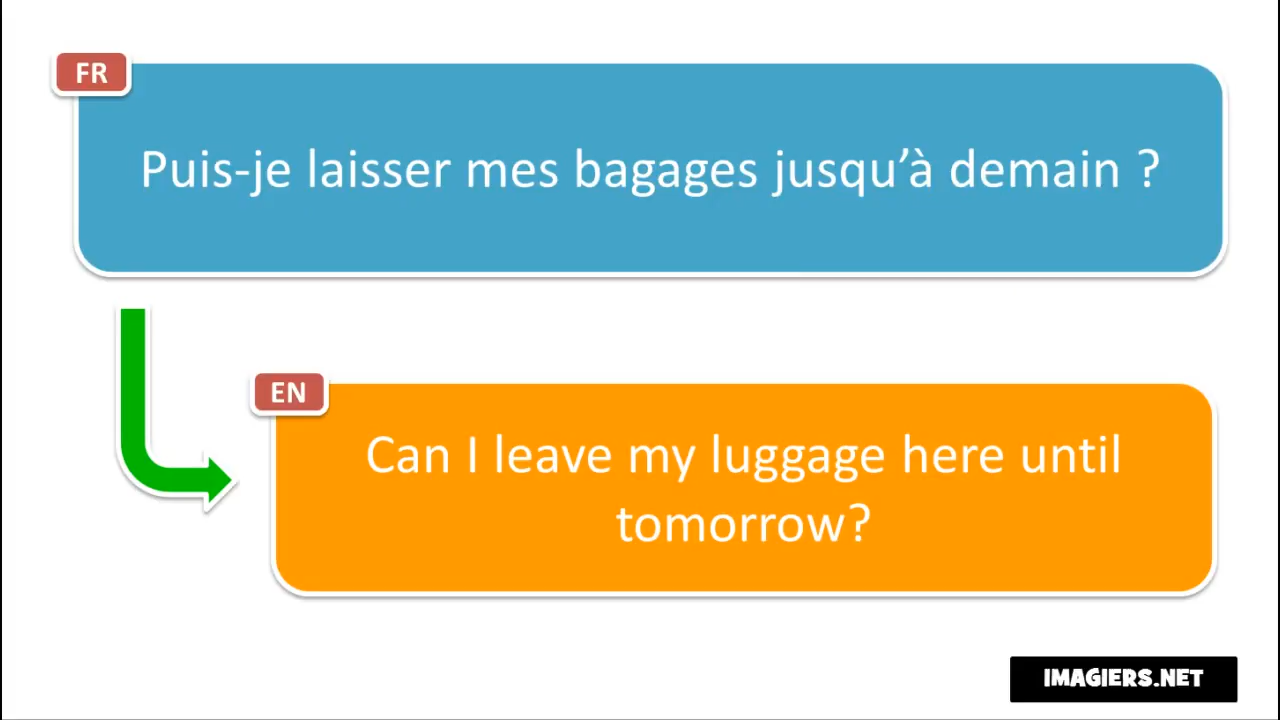 FR
Puis-je laisser mes bagages jusqu’à demain ?
EN
Can I leave my luggage here until
tomorrow?
IMAGIERS.NET